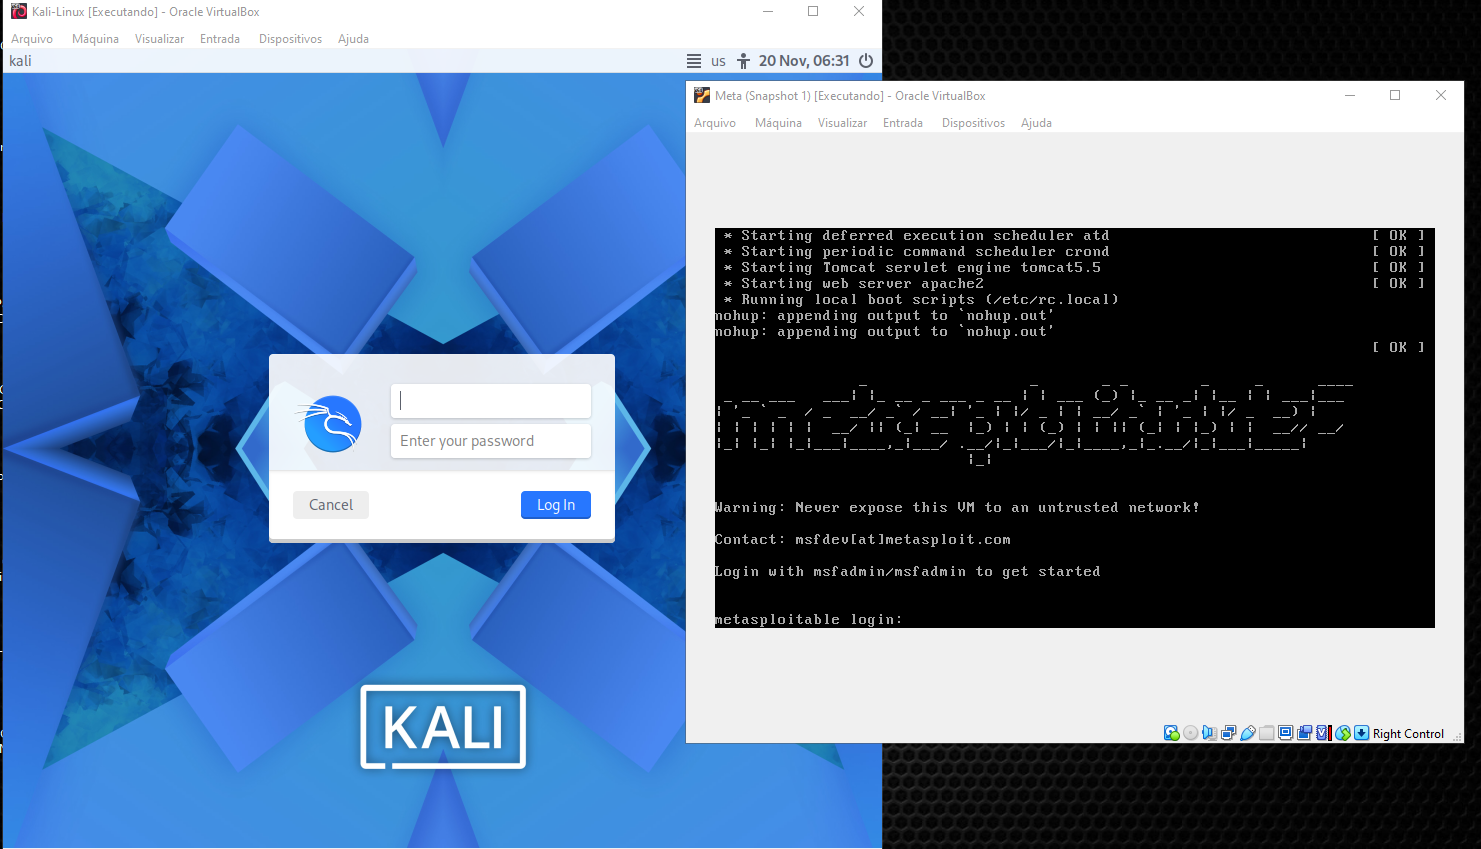 Kali-Linux [Executando] - Oracle VirtualBox
Arquivo Máquina Visualizar Entrada Dispositivos Ajuda
kali us 20 Nov, 06:31
Enter your password
Cancel Log In
KALI
Meta (Snapshot 1) [Executando] - Oracle VirtualBox
Arquivo Máquina Visualizar Entrada Dispositivos Ajuda
* Starting deferred execution scheduler atd [ OK ]
* Starting periodic command scheduler crond [ OK ]
* Starting Tomcat servlet engine tomcat5.5 [ OK ]
* Starting web server apache2 [ OK ]
* Running local boot scripts (/etc/rc.local)
nohup: appending output to `nohup.out'
nohup: appending output to `nohup.out'
[ OK ]
metasploitable2
Warning: Never expose this VM to an untrusted network!
Contact: msfdev[at]metasploit.com
Login with msfadmin/msfadmin to get started
metasploitable login:
Right Control